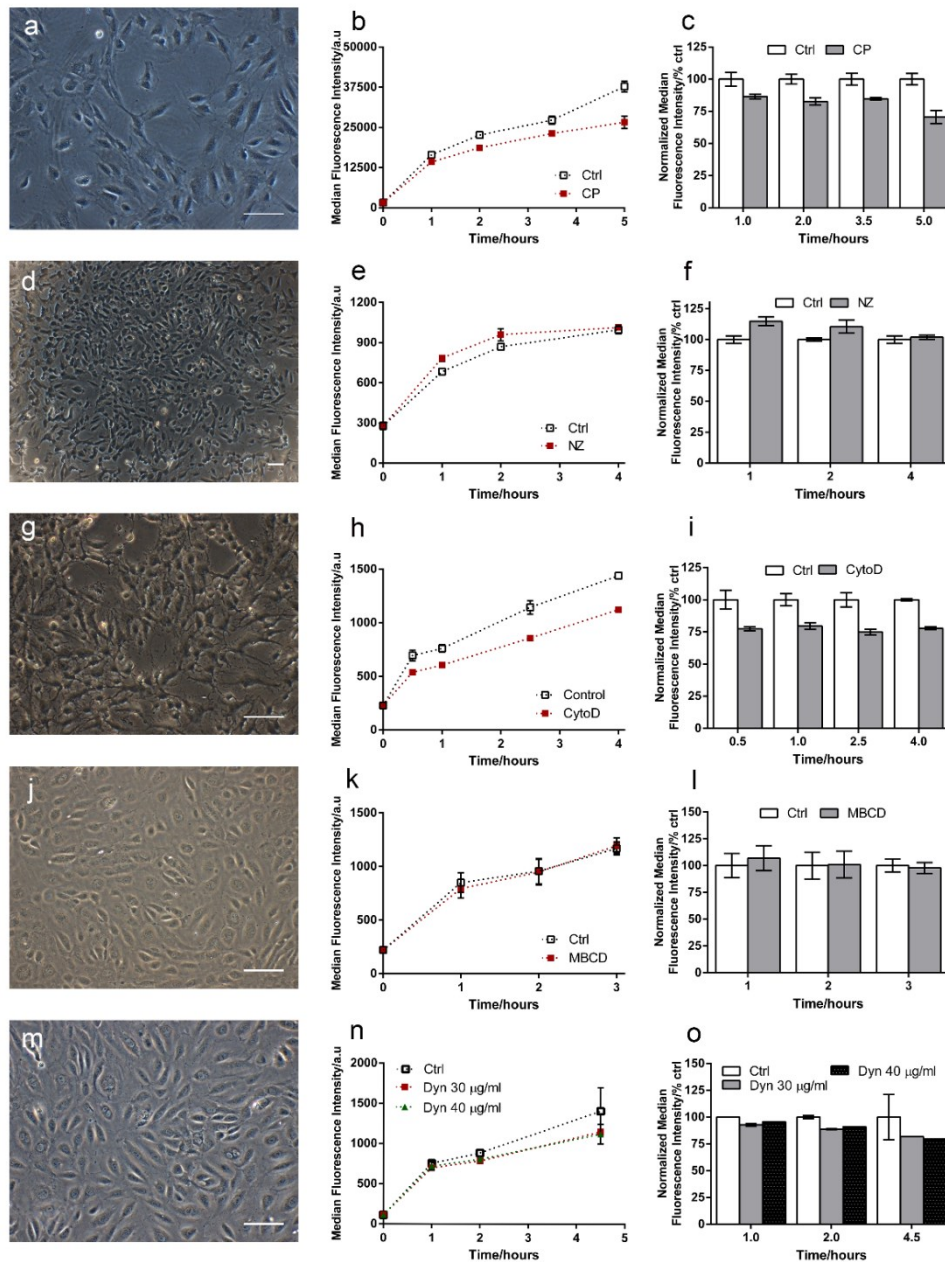 a
b
50000
37500
25000
12500
0
Median Fluorescence Intensity/a.u
Ctrl
CP
0 1 2 3 4 5
Time/hours
c
Ctrl CP
125
100
75
50
25
0
Normalized Median
Fluorescence Intensity/% ctrl
1.0 2.0 3.5 5.0
Time/hours
d
e
1200
900
600
300
0
Median Fluorescence Intensity/a.u
Ctrl
NZ
0 1 2 3 4
Time/hours
f
Ctrl NZ
125
100
75
50
25
0
Normalized Median
Fluorescence Intensity/% ctrl
1 2 4
Time/hours
g
h
1500
1000
500
0
Median Fluorescence Intensity/a.u
Control
CytoD
0 1 2 3 4
Time/hours
i
Ctrl CytoD
125
100
75
50
25
0
Normalized Median
Fluorescence Intensity/% ctrl
0.5 1.0 2.5 4.0
Time/hours
j
k
1500
1000
500
0
Median Fluorescence Intensity/a.u
Ctrl
MBCD
0 1 2 3
Time/hours
l
Ctrl MBCD
150
125
100
75
50
25
0
Normalized Median
Fluorescence Intensity/% ctrl
1 2 3
Time/hours
m
n
2000
1500
1000
500
0
Median Fluorescence Intensity/a.u
Ctrl
Dyn 30 μg/ml
Dyn 40 μg/ml
0 1 2 3 4 5
Time/hours
o
Ctrl Dyn 40 μg/ml
Dyn 30 μg/ml
150
125
100
75
50
25
0
Normalized Median
Fluorescence Intensity/% ctrl
1.0 2.0 4.5
Time/hours